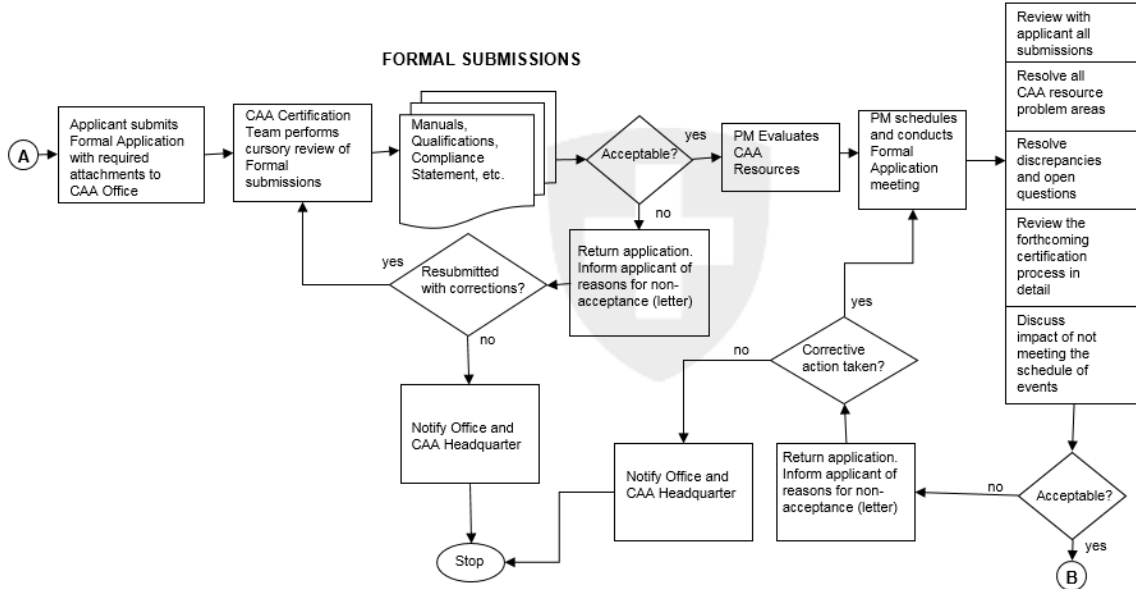 FORMAL SUBMISSIONS
A
Applicant submits
Formal Application
with required
attachments to
CAA Office
CAA Certification
Team performs
cursory review of
Formal
submissions
Manuals,
Qualifications,
Compliance
Statement, etc.
Acceptable?
yes
no
PM Evaluates
CAA
Resources
PM schedules
and conducts
Formal
Application
meeting
Review with
applicant all
submissions
Resolve all
CAA resource
problem areas
Resolve
discrepancies
and open
questions
Review the
forthcoming
certification
process in
detail
Discuss
impact of not
meeting the
schedule of
events
Return application.
Inform applicant of
reasons for non-
acceptance (letter)
Resubmitted
with corrections?
yes
no
Notify Office and
CAA Headquarter
Stop
Acceptable?
no
yes
B
Return application.
Inform applicant of
reasons for non-
acceptance (letter)
Corrective
action taken?
yes
no
Notify Office and
CAA Headquarter